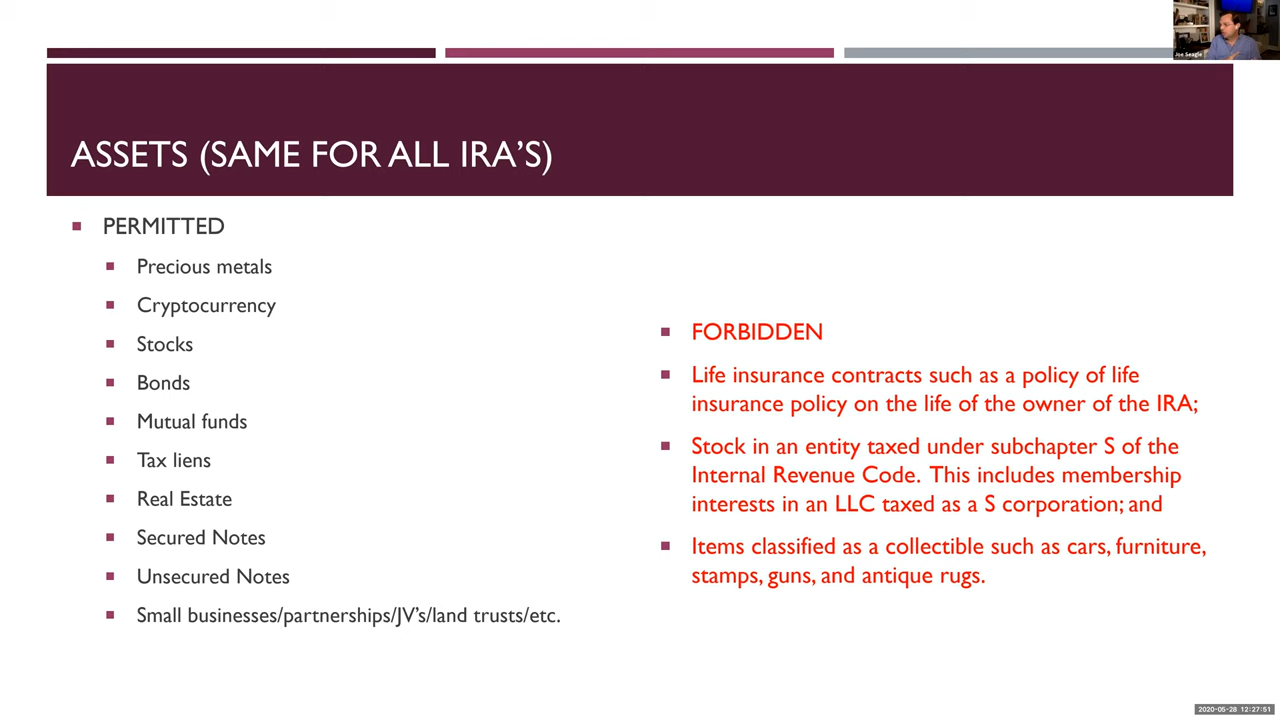 Joe Seagle
ASSETS (SAME FOR ALL IRA'S)
PERMITTED
Precious metals
Cryptocurrency
Stocks
Bonds
Mutual funds
Tax liens
Real Estate
Secured Notes
Unsecured Notes
Small businesses/partnerships/JV's/land trusts/etc.
FORBIDDEN
Life insurance contracts such as a policy of life
insurance policy on the life of the owner of the IRA;
Stock in an entity taxed under subchapter S of the
Internal Revenue Code. This includes membership
interests in an LLC taxed as a S corporation; and
Items classified as a collectible such as cars, furniture,
stamps, guns, and antique rugs.
2020-05-28 12:27:51